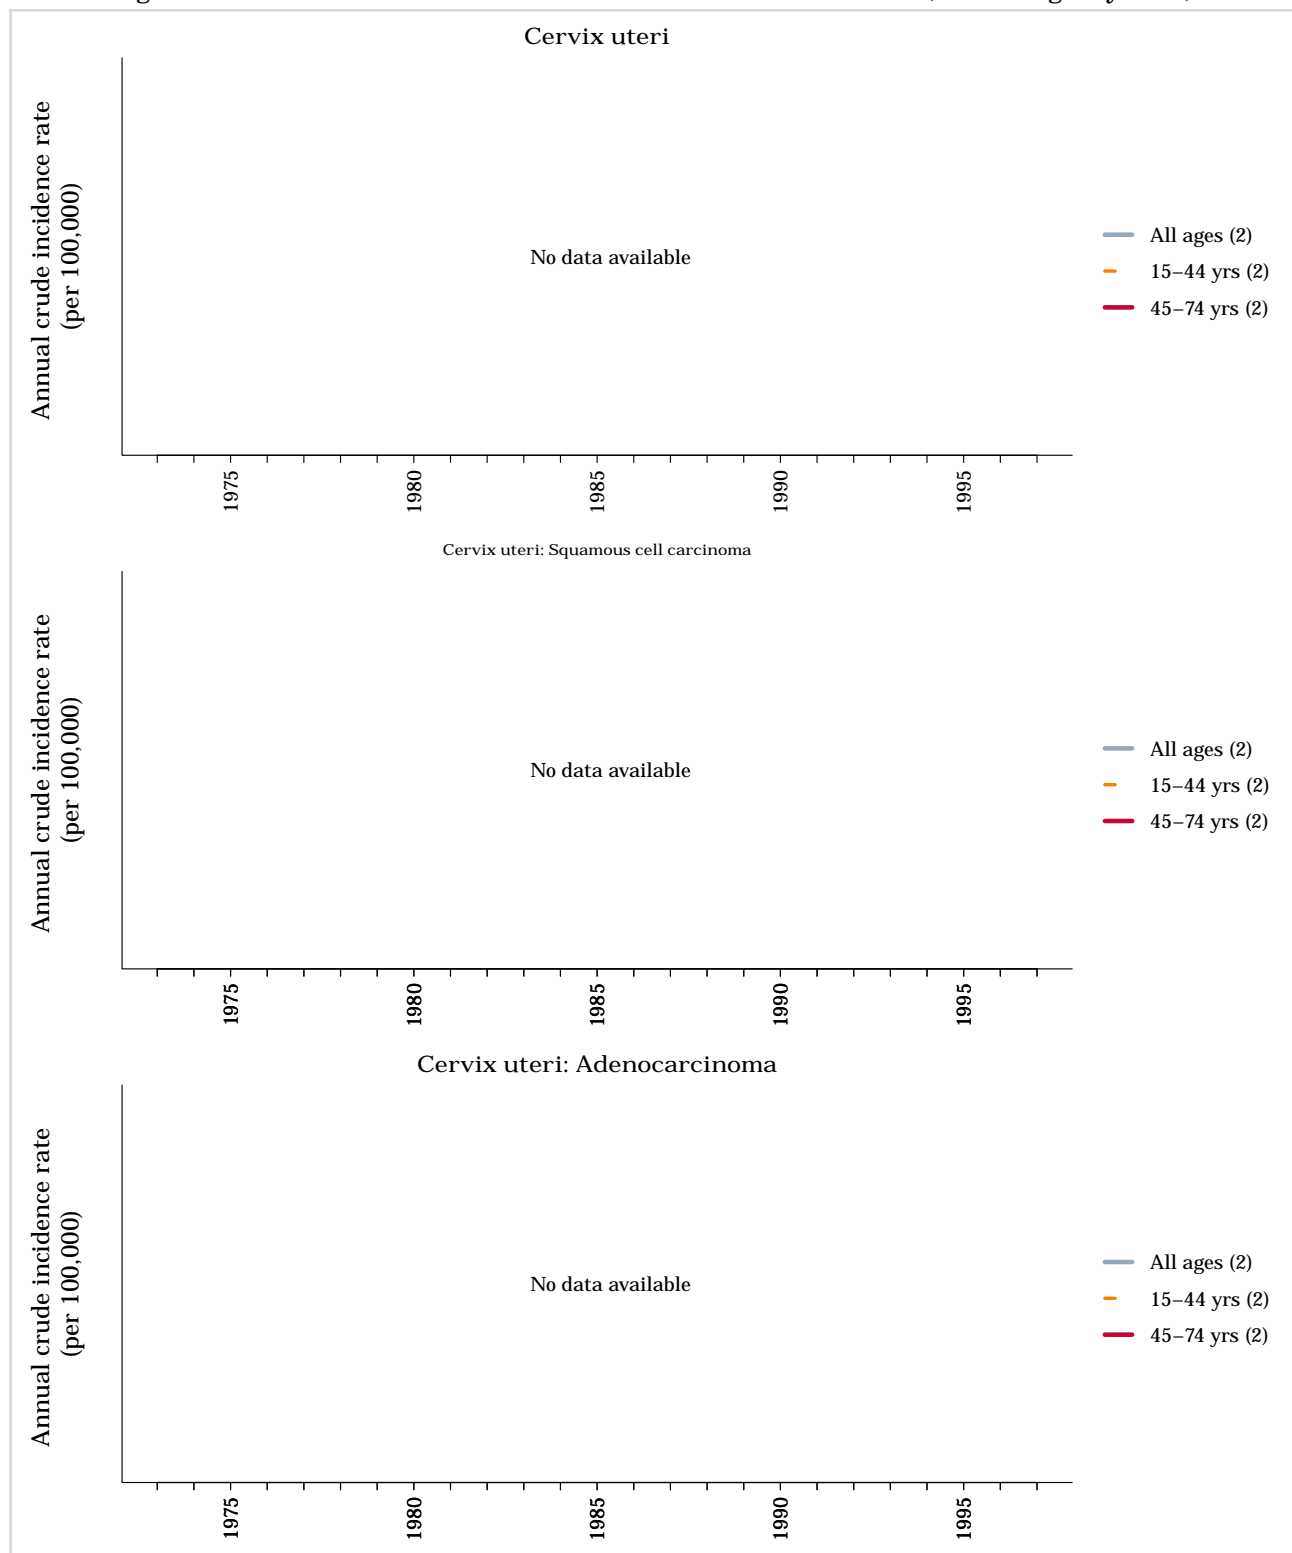 Cervix uteri
Annual crude incidence rate
(per 100,000)
No data available
All ages (2)
15–44 yrs (2)
45–74 yrs (2)
1975
1980
1985
1990
1995
Cervix uteri: Squamous cell carcinoma
Annual crude incidence rate
(per 100,000)
No data available
All ages (2)
15–44 yrs (2)
45–74 yrs (2)
1975
1980
1985
1990
1995
Cervix uteri: Adenocarcinoma
Annual crude incidence rate
(per 100,000)
No data available
All ages (2)
15–44 yrs (2)
45–74 yrs (2)
1975
1980
1985
1990
1995